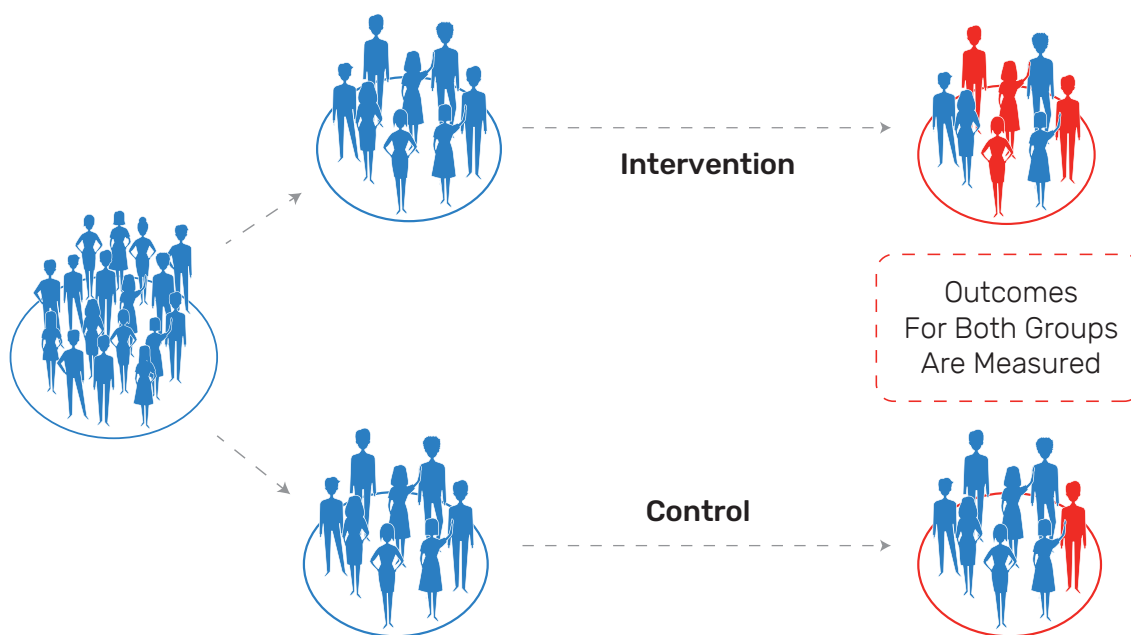 Intervention
Outcomes
For Both Groups
Are Measured
Control